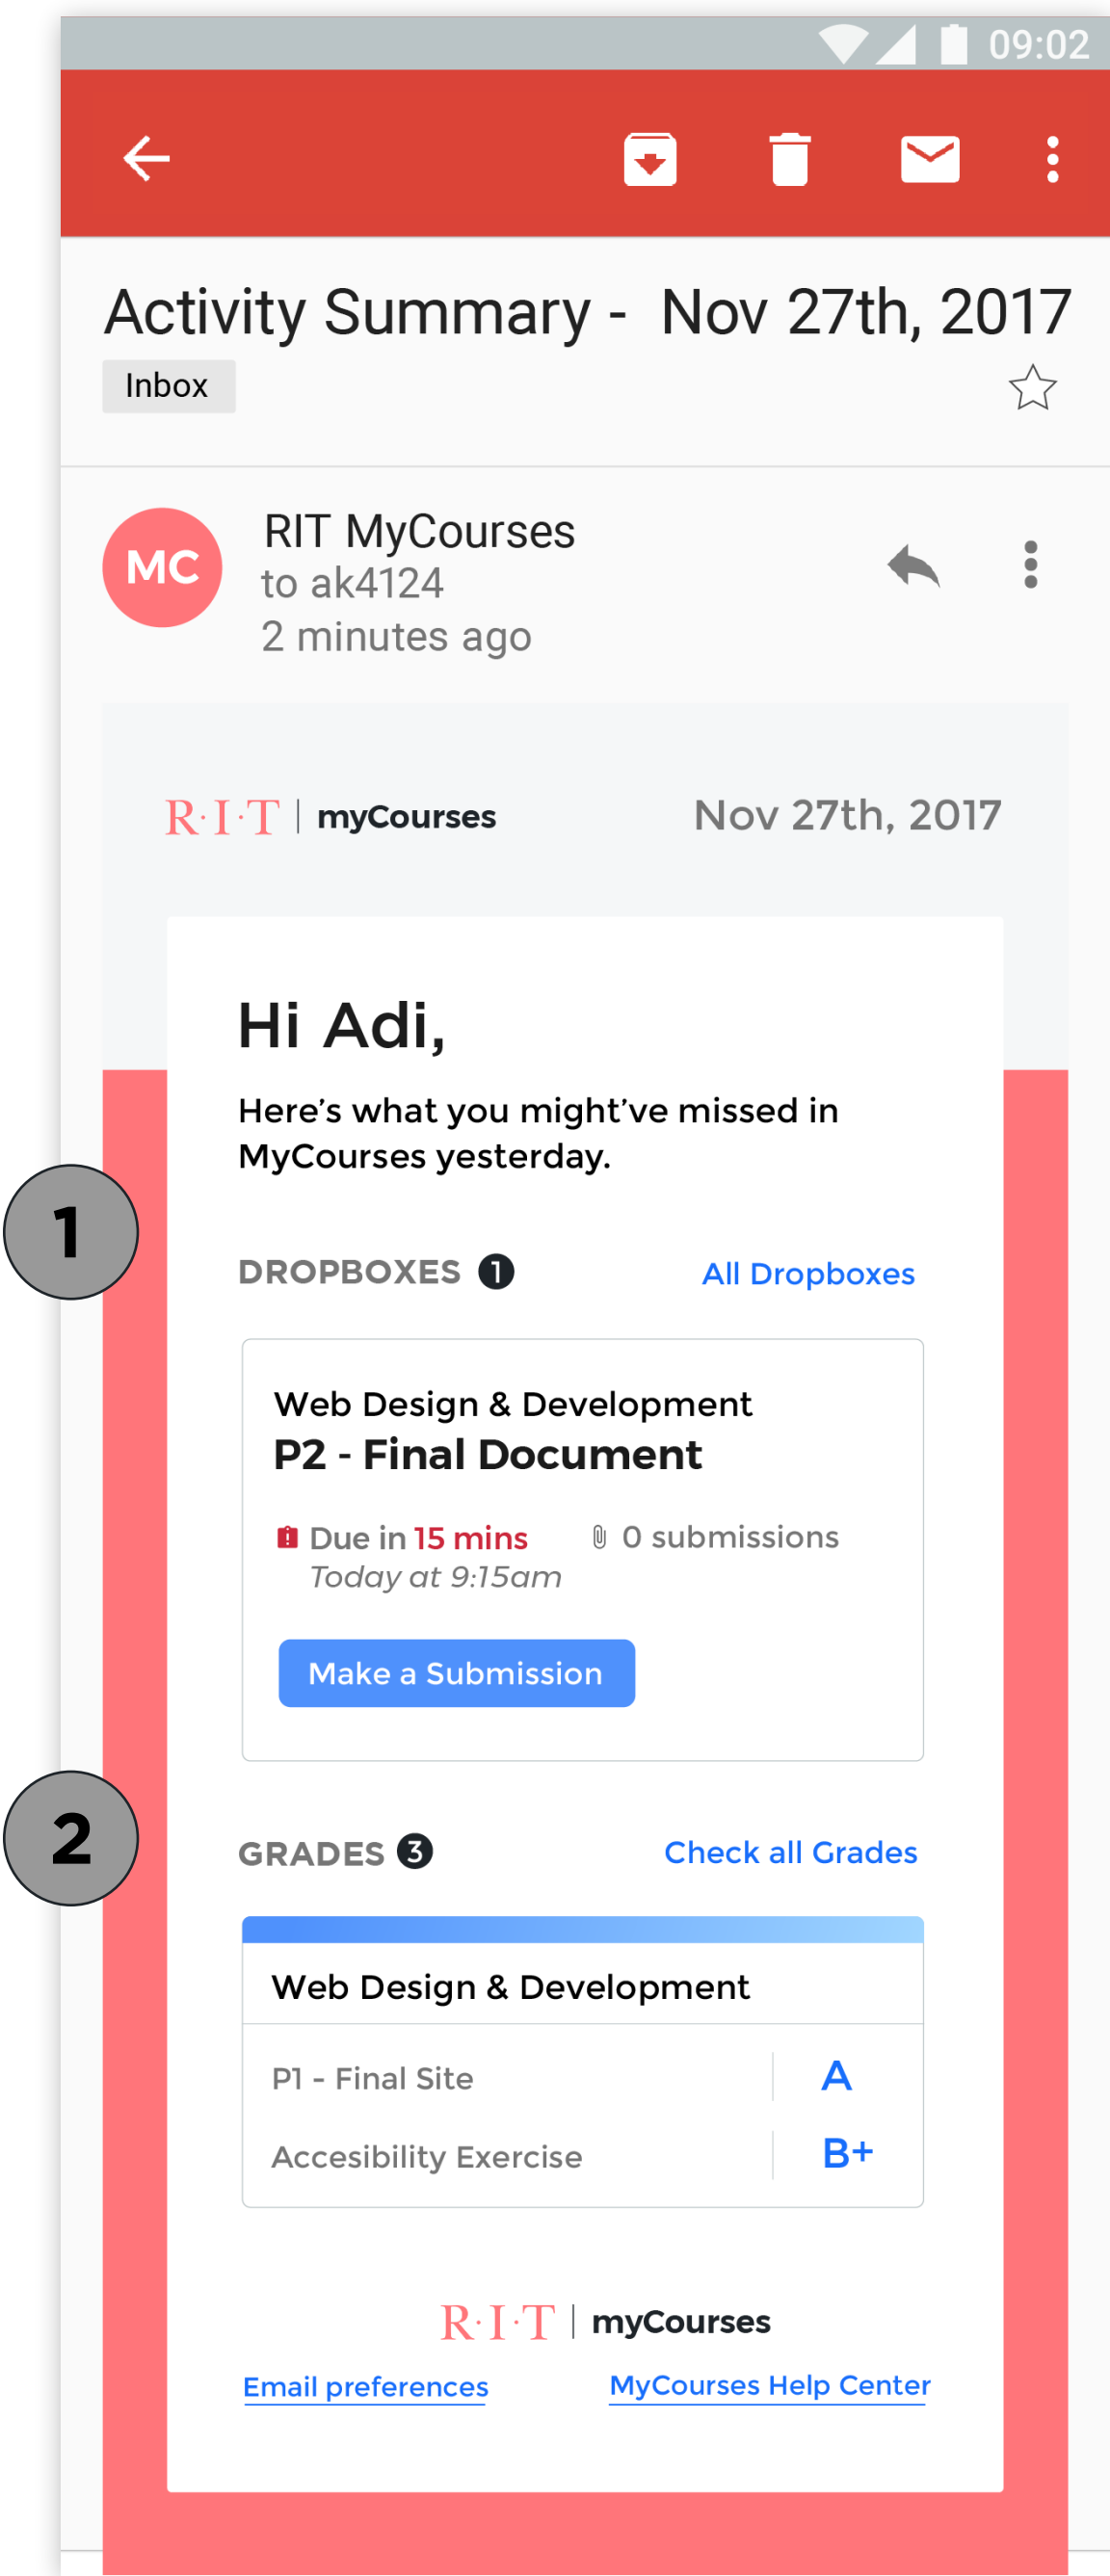 09:02
Activity Summary - Nov 27th, 2017
Inbox
MC
RIT MyCourses
to ak4124
2 minutes ago
R·I·T | myCourses
Nov 27th, 2017
Hi Adi,
Here's what you might've missed in
MyCourses yesterday.
1
DROPBOXES 1
All Dropboxes
Web Design & Development
P2 - Final Document
Due in 15 mins
0 submissions
Today at 9:15am
Make a Submission
2
GRADES 3
Check all Grades
Web Design & Development
P1 - Final Site
A
Accesibility Exercise
B+
R·I·T | myCourses
Email preferences
MyCourses Help Center